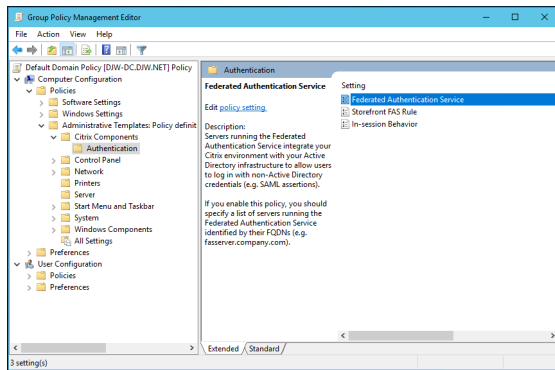 Group Policy Management Editor
File Action View Help
Default Domain Policy [DJW-DC.DJW.NET] Policy
Computer Configuration
Policies
Software Settings
Windows Settings
Administrative Templates: Policy definit
Citrix Components
Authentication
Control Panel
Network
Printers
Server
Start Menu and Taskbar
System
Windows Components
All Settings
Preferences
User Configuration
Policies
Preferences
Authentication
Federated Authentication Service
Edit policy setting.
Description:
Servers running the Federated
Authentication Service integrate your
Citrix environment with your Active
Directory infrastructure to allow users
to log in with non-Active Directory
credentials (e.g. SAML assertions).
If you enable this policy, you should
specify a list of servers running the
Federated Authentication Service
identified by their FQDNs (e.g.
fasserver.company.com).
Setting
Federated Authentication Service
Storefront FAS Rule
In-session Behavior
Extended Standard
3 setting(s)